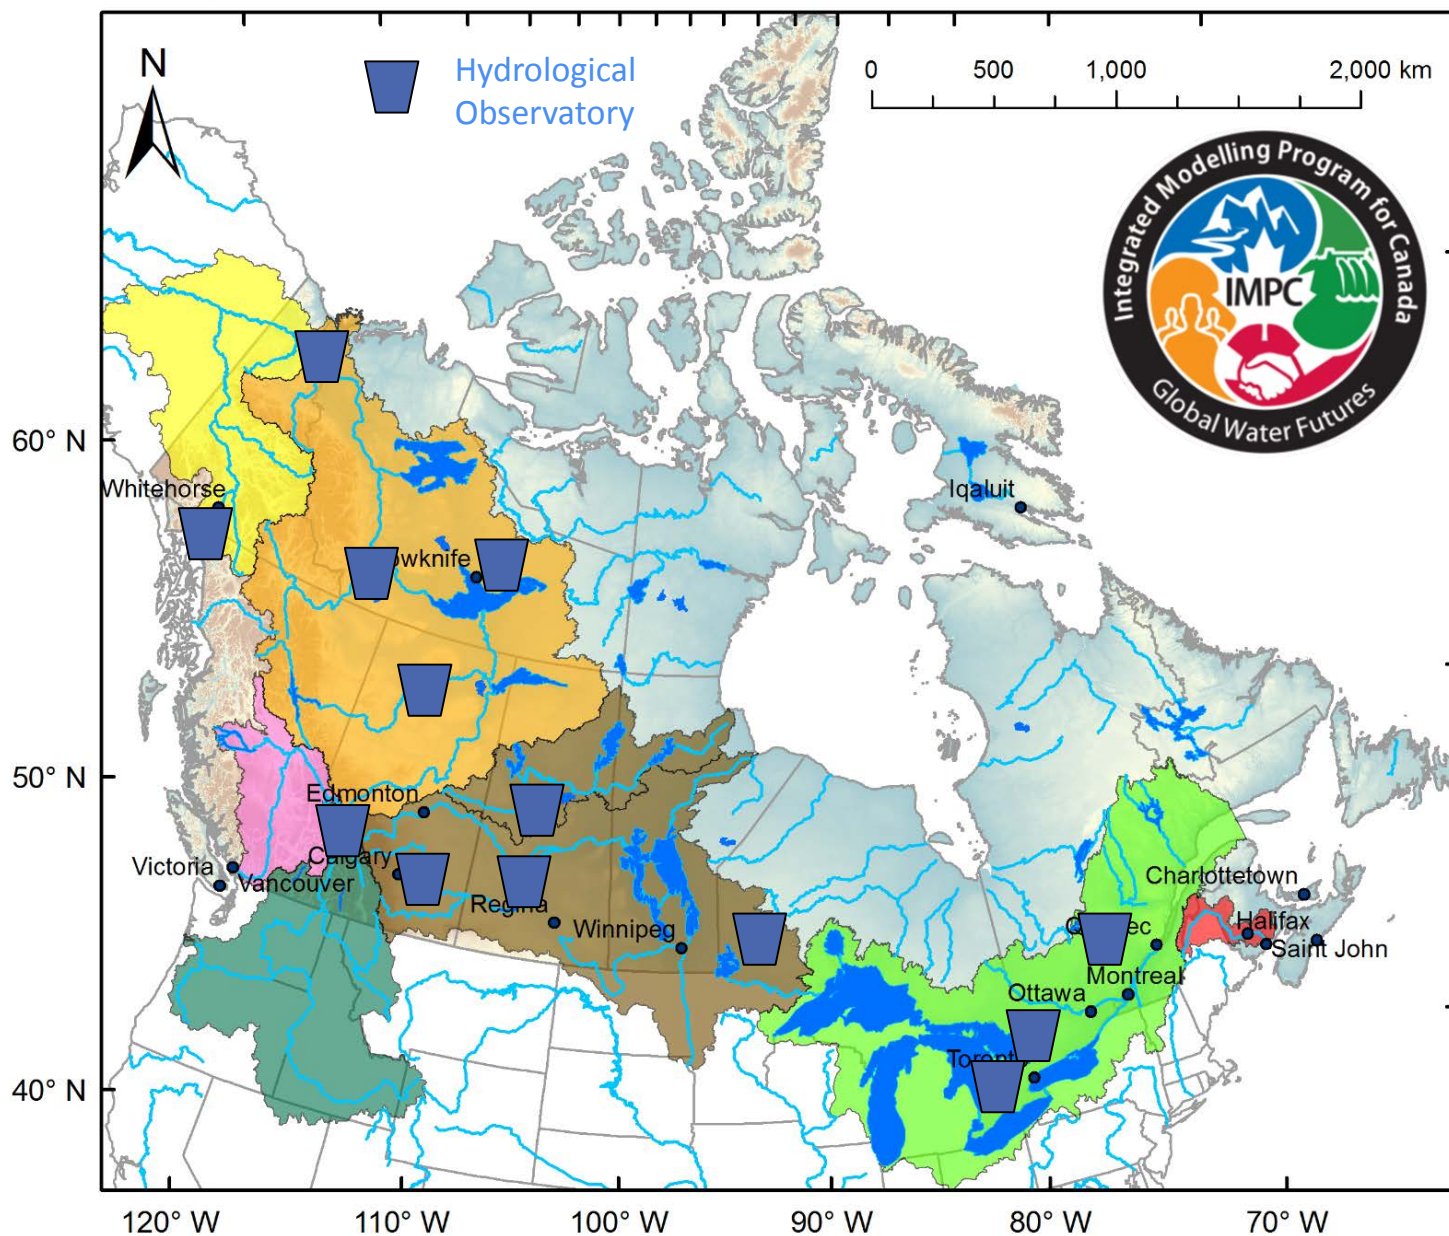 N
Hydrological
Observatory
0 500 1,000 2,000 km
Integrated Modelling Program for Canada
IMPC
Global Water Futures
60° N
50° N
40° N
Whitehorse
Iqaluit
owknife
Edmonton
Calgary
Victoria
Vancouver
Regina
Winnipeg
Charlottetown
Halifax
Saint John
Montreal
Ottawa
Toront
120° W 110° W 100° W 90° W 80° W 70° W